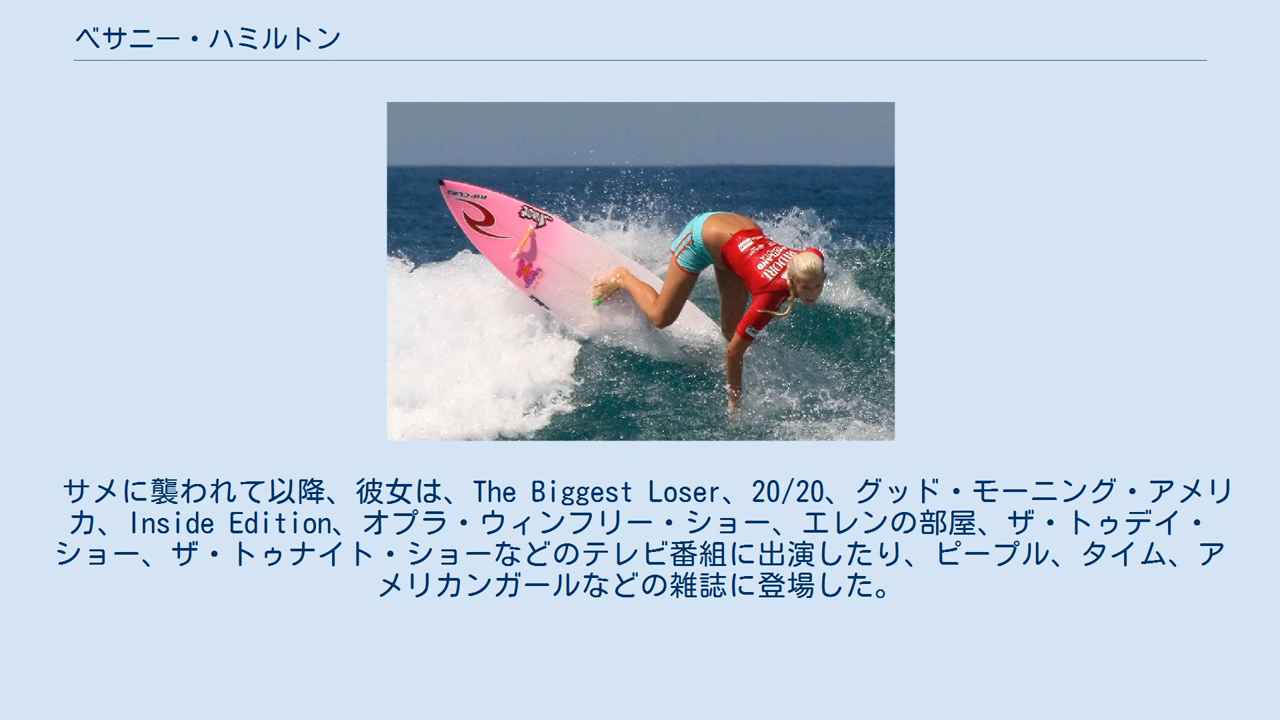 ベサニー・ハミルトン
RIP CURL
サメに襲われて以降、彼女は、The Biggest Loser、20/20、グッド・モーニング・アメリ
カ、Inside Edition、オプラ・ウィンフリー・ショー、エレンの部屋、ザ・トゥデイ・
ショー、ザ・トゥナイト・ショーなどのテレビ番組に出演したり、ピープル、タイム、ア
メリカンガールなどの雑誌に登場した。